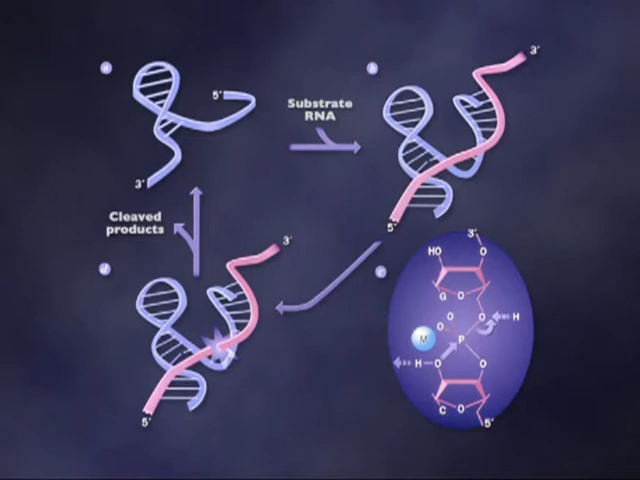 a
5'
3'
Substrate
RNA
b
3'
5'
Cleaved
products
d
3'
5'
c
3'
HO
O
G
O
O
O
O
H
M
P
H
O
O
C
O
5'